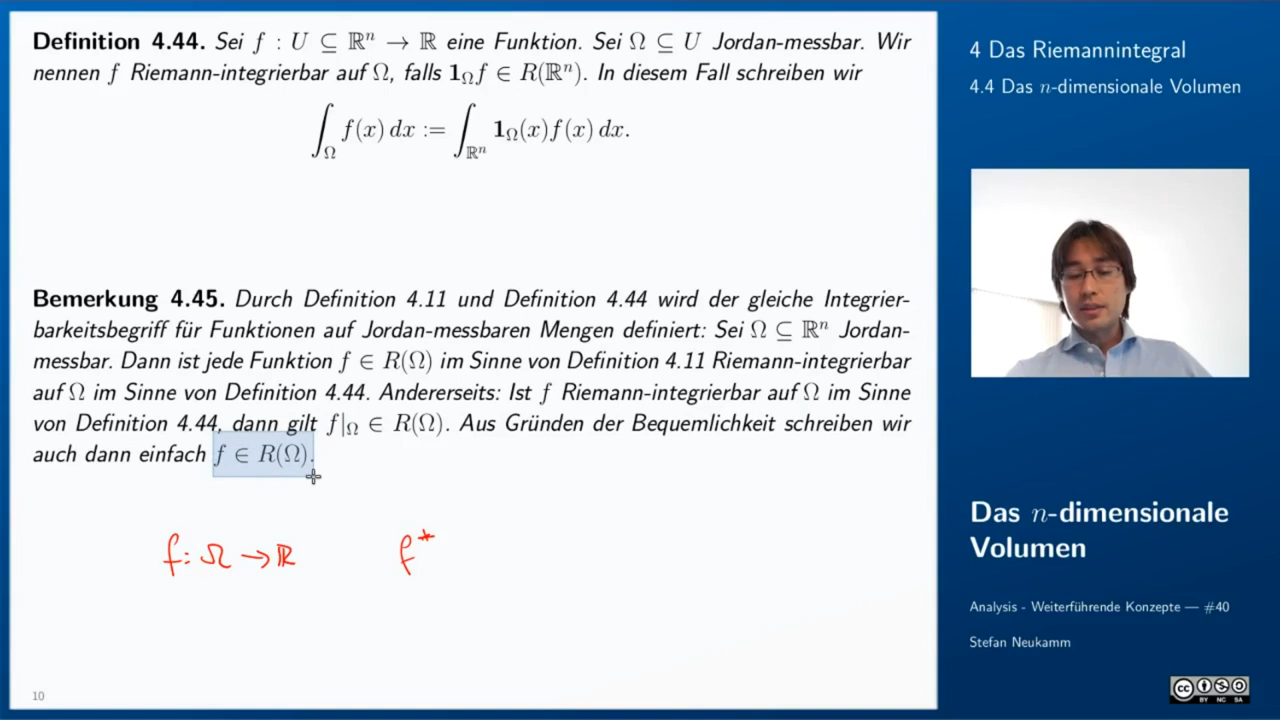 Definition 4.44. Sei f : U ⊆ ℝⁿ → ℝ eine Funktion. Sei Ω ⊆ U Jordan-messbar. Wir
nennen f Riemann-integrierbar auf Ω, falls 𝟏_Ω f ∈ R(ℝⁿ). In diesem Fall schreiben wir
∫_Ω f(x) dx := ∫_ℝⁿ 𝟏_Ω(x)f(x) dx.
Bemerkung 4.45. Durch Definition 4.11 und Definition 4.44 wird der gleiche Integrier-
barkeitsbegriff für Funktionen auf Jordan-messbaren Mengen definiert: Sei Ω ⊆ ℝⁿ Jordan-
messbar. Dann ist jede Funktion f ∈ R(Ω) im Sinne von Definition 4.11 Riemann-integrierbar
auf Ω im Sinne von Definition 4.44. Andererseits: Ist f Riemann-integrierbar auf Ω im Sinne
von Definition 4.44, dann gilt f|_Ω ∈ R(Ω). Aus Gründen der Bequemlichkeit schreiben wir
auch dann einfach f ∈ R(Ω).
f: Ω → ℝ f*
10
4 Das Riemannintegral
4.4 Das n-dimensionale Volumen
Das n-dimensionale
Volumen
Analysis - Weiterführende Konzepte — #40
Stefan Neukamm
cc
BY NC SA